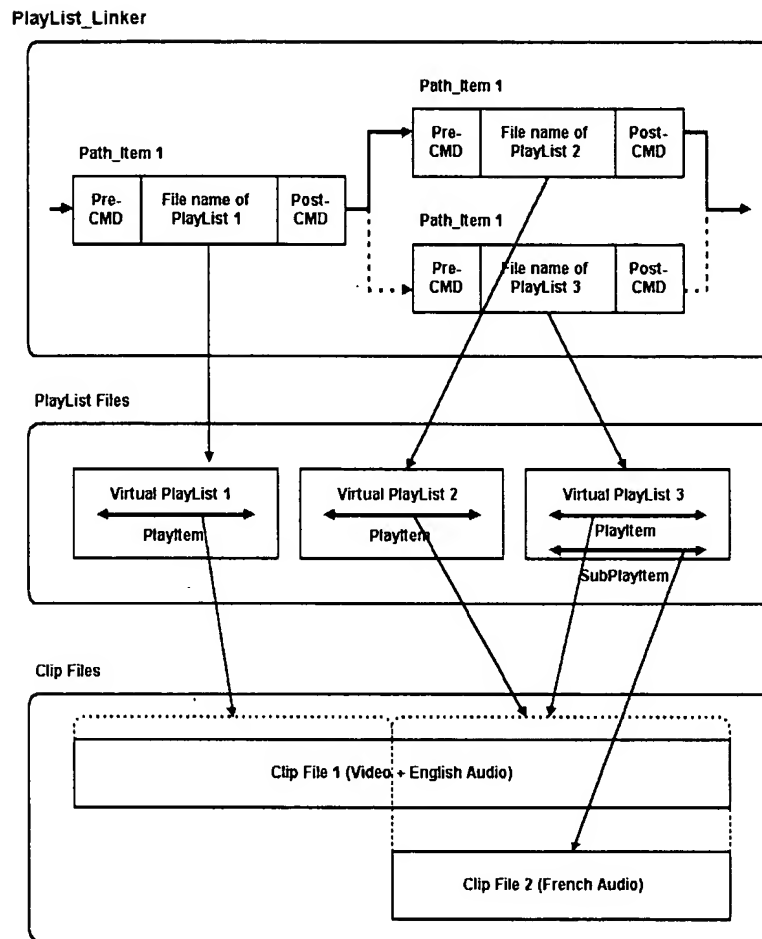 PlayList_Linker
Path_Item 1
Pre-
CMD
File name of
PlayList 2
Post-
CMD
Path_Item 1
Pre-
CMD
File name of
PlayList 1
Post-
CMD
Path_Item 1
Pre-
CMD
File name of
PlayList 3
Post-
CMD
PlayList Files
Virtual PlayList 1
PlayItem
Virtual PlayList 2
PlayItem
Virtual PlayList 3
PlayItem
SubPlayItem
Clip Files
Clip File 1 (Video + English Audio)
Clip File 2 (French Audio)